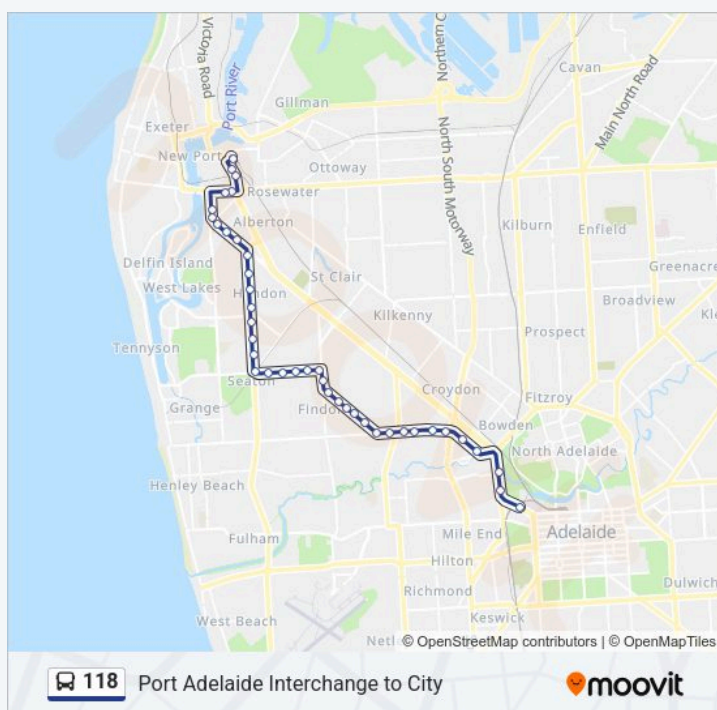 Victoria Road
Port River
Northern C
Cavan
Main North Road
Gillman
Exeter
New Port
Ottoway
North South Motorway
Rosewater
Alberton
Kilburn
Enfield
Delfin Island
West Lakes
St Clair
Greenacre
H ndon
Broadview
Kle
Kilkenny
Tennyson
Prospect
Seaton
Croydon
Fitzroy
Grange
Findon
Bowden
North Adelaide
Henley Beach
Mile End
Adelaide
Fulham
Hilton
Richmond
Dulwich
West Beach
Keswick
Netl
© OpenStreetMap contributors | © OpenMapTiles
118 Port Adelaide Interchange to City
moovit